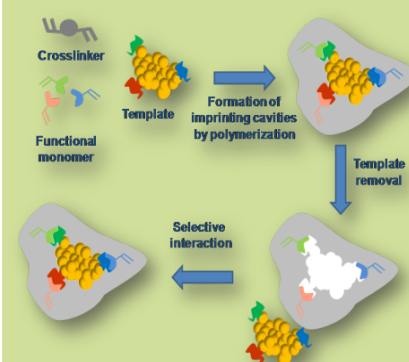 Crosslinker
Functional
monomer
Template
Formation of
imprinting cavities
by polymerization
Template
removal
Selective
interaction